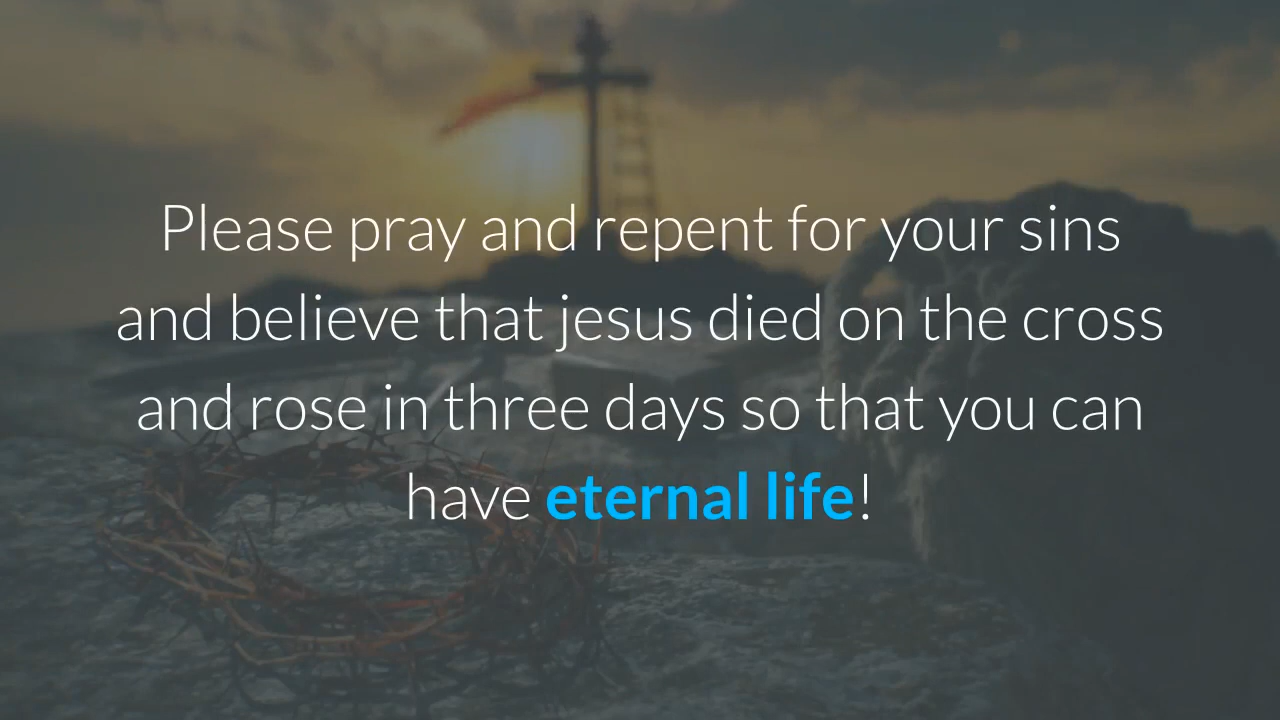 Please pray and repent for your sins
and believe that jesus died on the cross
and rose in three days so that you can
have eternal life!